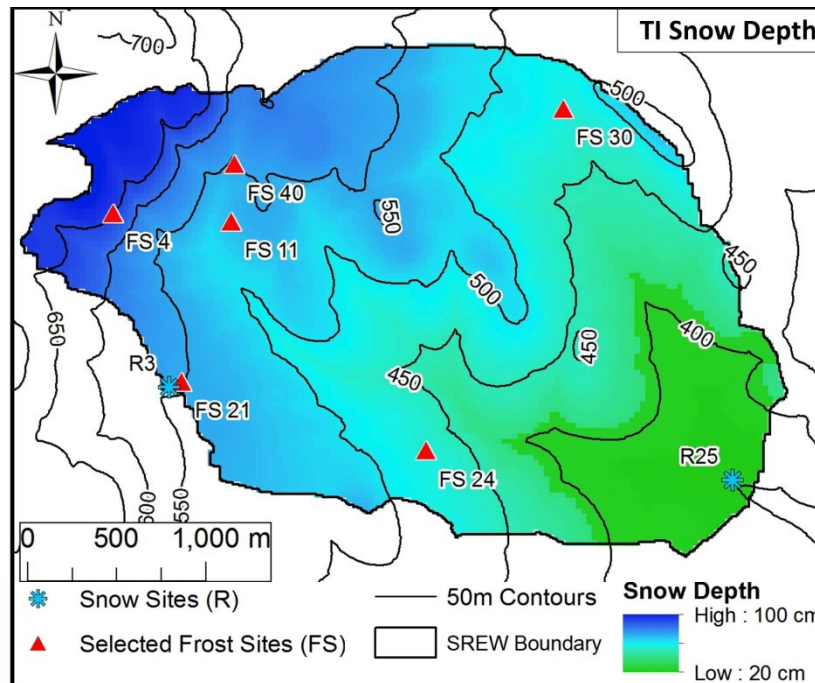 N
TI Snow Depth
700
500
FS 30
FS 40
550
FS 4
FS 11
500
450
650
400
450
R3
450
FS 21
R25
FS 24
600
550
0 500 1,000 m
Snow Sites (R)
Selected Frost Sites (FS)
50m Contours
SREW Boundary
Snow Depth
High : 100 cm
Low : 20 cm